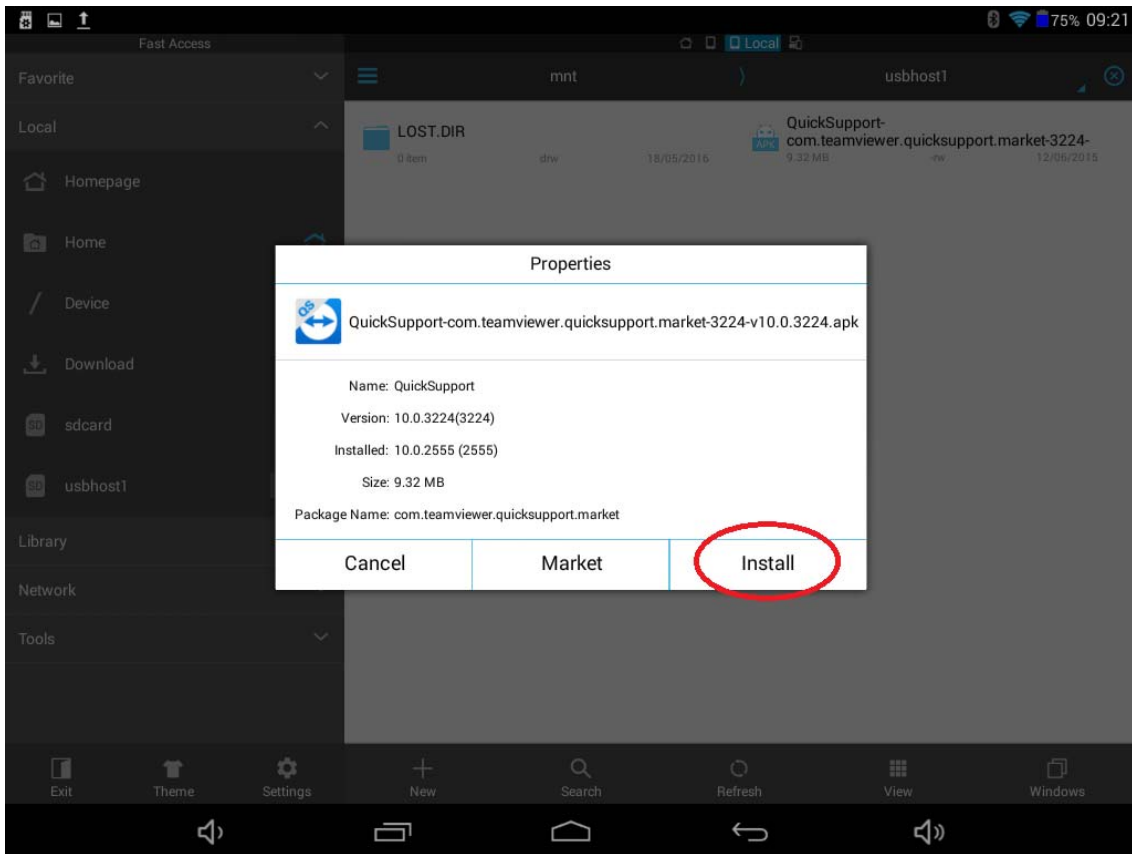 75% 09:21
Fast Access
Local
Favorite
mnt
usbhost1
Local
LOST.DIR
0 item
drw
18/05/2016
QuickSupport-
com.teamviewer.quicksupport.market-3224-
APK
9.32 MB
-rw
12/06/2015
Homepage
Home
Device
Download
SD
sdcard
SD
usbhost1
Library
Network
Tools
Properties
QS
QuickSupport-com.teamviewer.quicksupport.market-3224-v10.0.3224.apk
Name: QuickSupport
Version: 10.0.3224(3224)
Installed: 10.0.2555 (2555)
Size: 9.32 MB
Package Name: com.teamviewer.quicksupport.market
Cancel
Market
Install
Exit
Theme
Settings
New
Search
Refresh
View
Windows